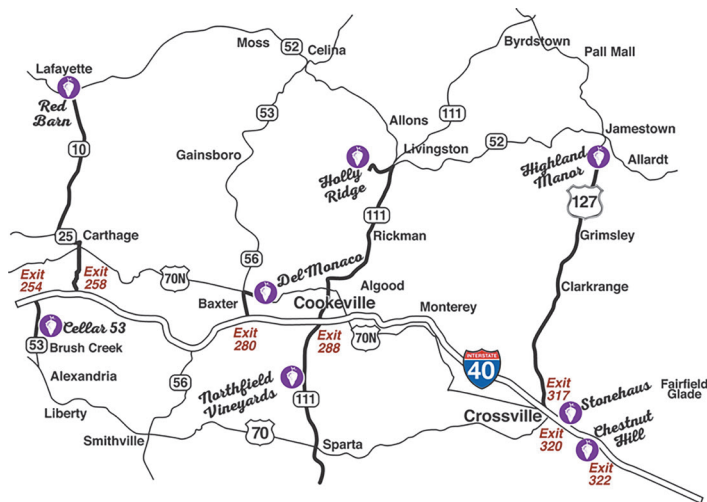 Moss
52
Celina
Byrdstown
Pall Mall
Lafayette
Red
Barn
53
111
Allons
10
Gainsboro
Livingston
52
Jamestown
Holly
Ridge
Highland
Manor
Allardt
127
111
Rickman
Grimsley
25
Carthage
56
Exit
254
Exit
258
70N
Del Monaco
Algood
Clarkrange
Baxter
Cookeville
Monterey
Cellar 53
53
Brush Creek
Exit
280
Exit
288
70N
INTERSTATE
40
Alexandria
56
Northfield
Vineyards
111
Exit
317
Stonehaus
Fairfield
Glade
Liberty
Crossville
Chestnut
Hill
Smithville
70
Sparta
Exit
320
Exit
322